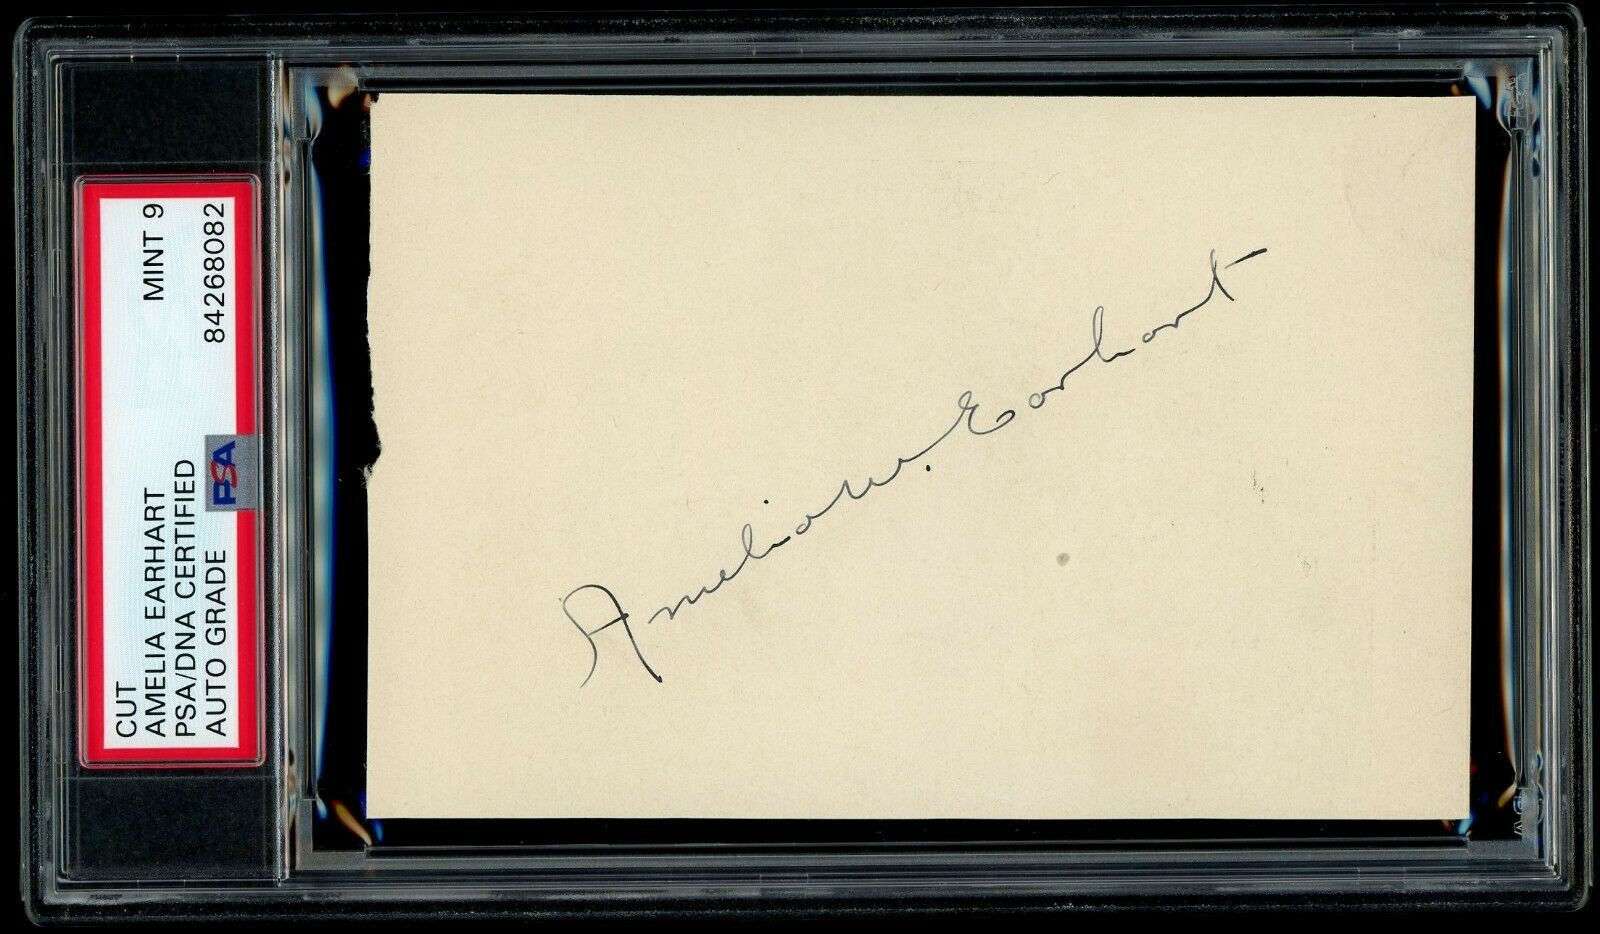 CUT
AMELIA EARHART MINT 9
PSA/DNA CERTIFIED
AUTO GRADE 84268082
PSA
Amelia M. Earhart